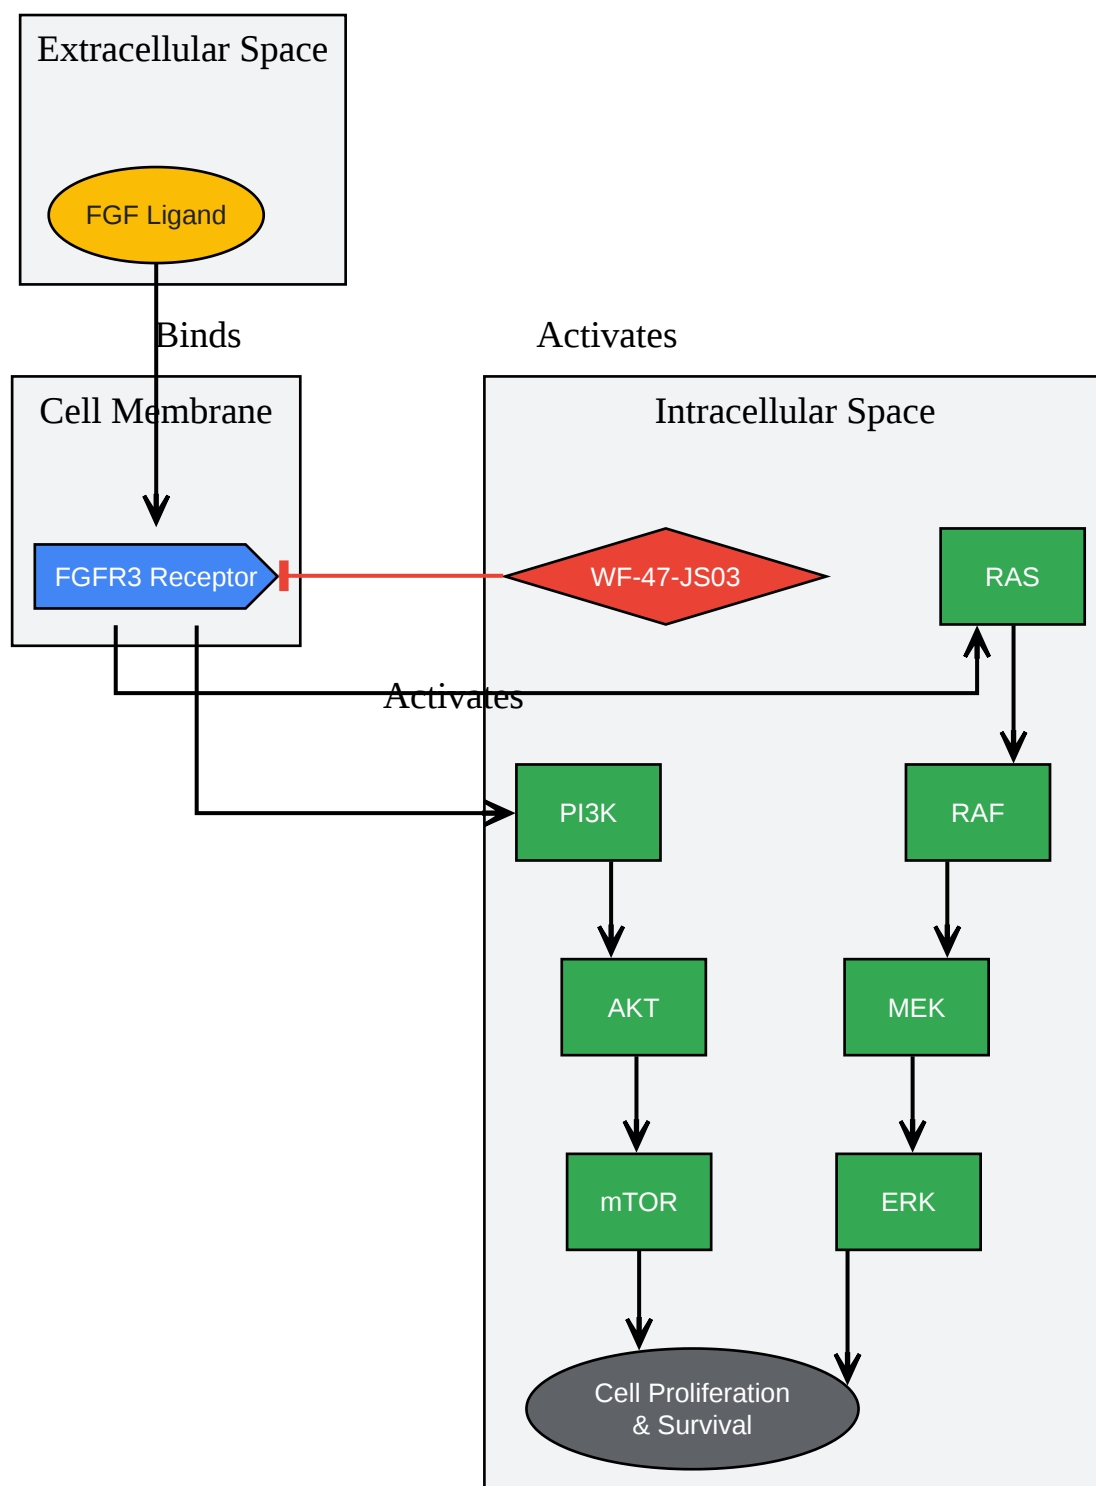 Extracellular Space
FGF Ligand
Binds
Activates
Cell Membrane
Intracellular Space
FGFR3 Receptor
WF-47-JS03
RAS
Activates
PI3K
RAF
AKT
MEK
mTOR
ERK
Cell Proliferation
& Survival